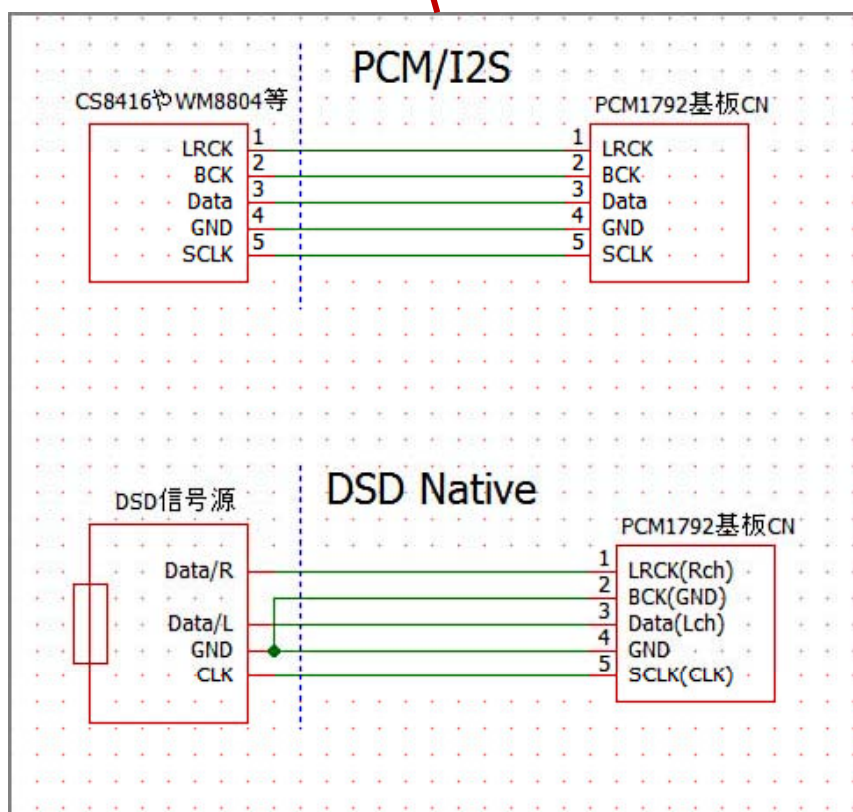 PCM/I2S
CS8416やWM8804等
PCM1792基板CN
LRCK 1
BCK 2
Data 3
GND 4
SCLK 5
1 LRCK
2 BCK
3 Data
4 GND
5 SCLK
DSD Native
DSD信号源
PCM1792基板CN
Data/R
Data/L
GND
CLK
1 LRCK(Rch)
2 BCK(GND)
3 Data(Lch)
4 GND
5 SCLK(CLK)